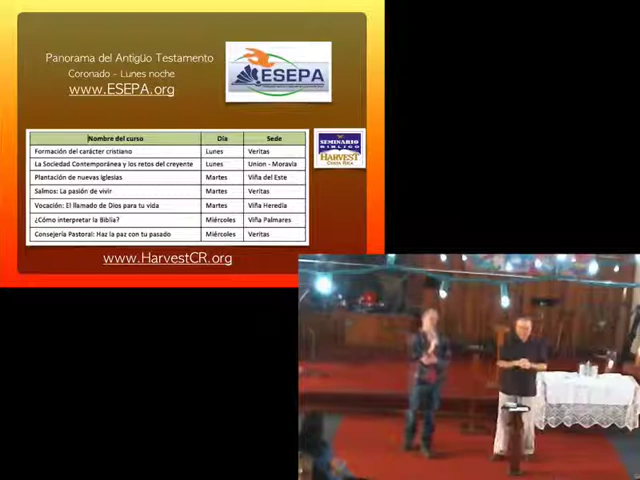 Panorama del Antigüo Testamento
Coronado - Lunes noche
www.ESEPA.org
ESEPA
SEMINARIO
BIBLICO
HARVEST
COSTA RICA
Nombre del curso Día Sede
Formación del carácter cristiano Lunes Veritas
La Sociedad Contemporánea y los retos del creyente Lunes Union - Moravia
Plantación de nuevas iglesias Martes Viña del Este
Salmos: La pasión de vivir Martes Veritas
Vocación: El llamado de Dios para tu vida Martes Viña Heredia
¿Cómo interpretar la Biblia? Miércoles Viña Palmares
Consejería Pastoral: Haz la paz con tu pasado Miércoles Veritas
www.HarvestCR.org